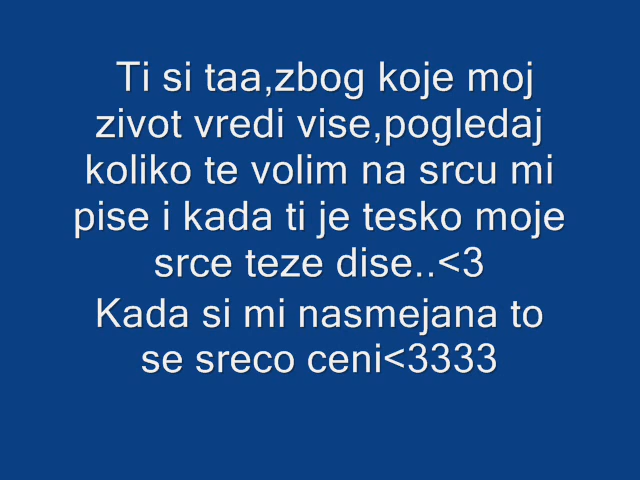 Ti si taa,zbog koje moj
zivot vredi vise,pogledaj
koliko te volim na srcu mi
pise i kada ti je tesko moje
srce teze dise..<3
Kada si mi nasmejana to
se sreco ceni<3333